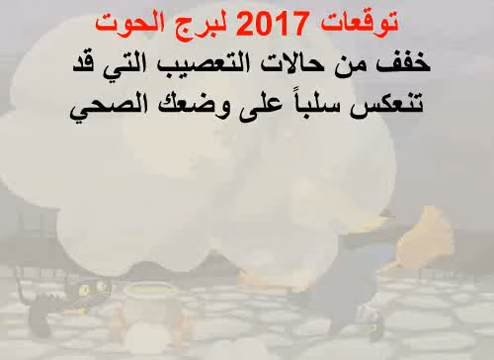 توقعات 2017 لبرج الحوت
خفف من حالات التعصيب التي قد
تنعكس سلباً على وضعك الصحي